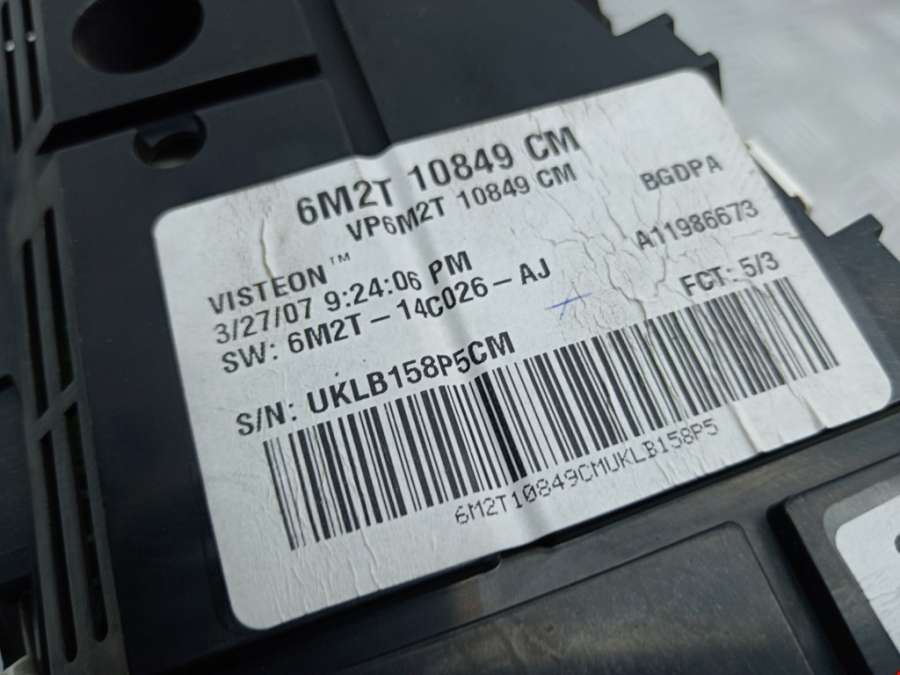 6M2T 10849 CM
VP6M2T 10849 CM
BGDPA
VISTEON™
A11986673
3/27/07 9:24:06 PM
SW: 6M2T-14C026-AJ
FCT: 5/3
S/N: UKLB158P5CM
6M2T10849CMUKLB158P5